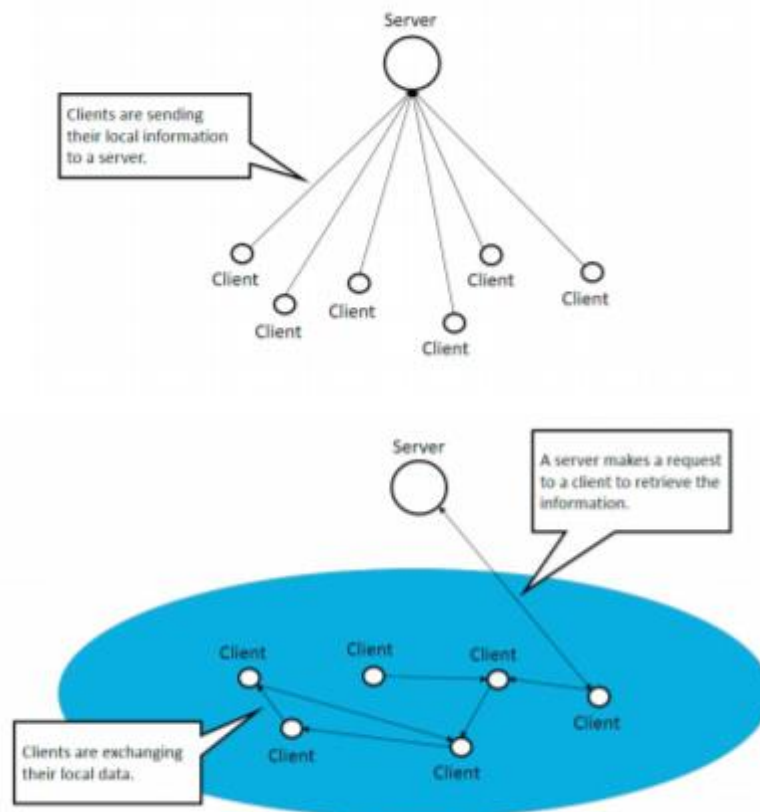 Server
Clients are sending
their local information
to a server.
Client
Client
Client
Client
Client
Client
Server
A server makes a request
to a client to retrieve the
information.
Client
Client
Client
Client
Client
Client
Clients are exchanging
their local data.